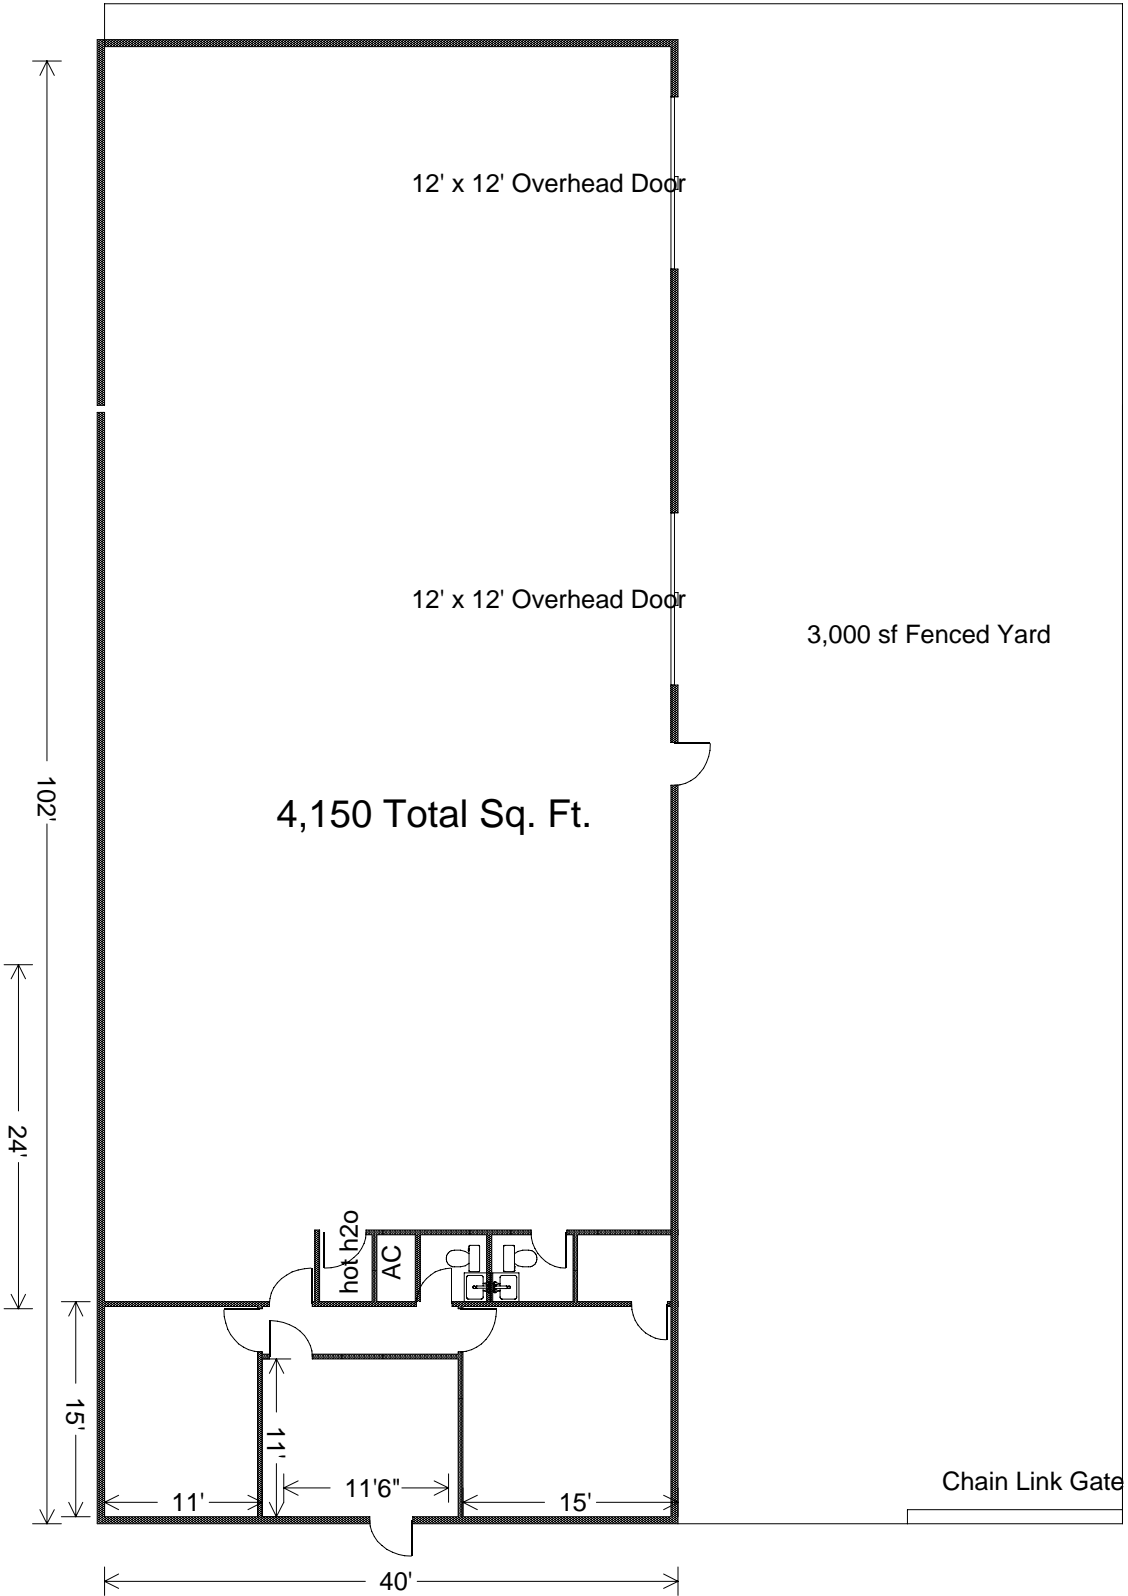 12' x 12' Overhead Door
12' x 12' Overhead Door
3,000 sf Fenced Yard
102'
4,150 Total Sq. Ft.
24'
hot h2o
AC
15'
11'
11'6"
11'
15'
Chain Link Gate
40'